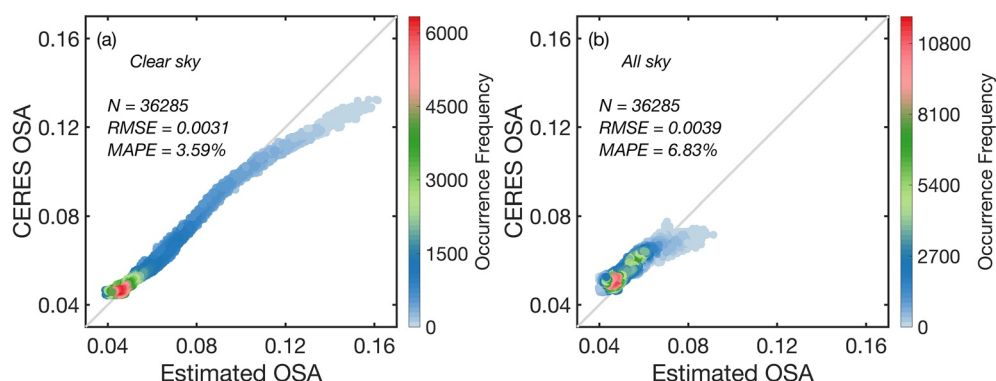 (a)
Clear sky
N = 36285
RMSE = 0.0031
MAPE = 3.59%
CERES OSA
0.16
0.12
0.08
0.04
0.04 0.08 0.12 0.16
Estimated OSA
6000
4500
3000
1500
0
Occurrence Frequency
(b)
All sky
N = 36285
RMSE = 0.0039
MAPE = 6.83%
CERES OSA
0.16
0.12
0.08
0.04
0.04 0.08 0.12 0.16
Estimated OSA
10800
8100
5400
2700
0
Occurrence Frequency